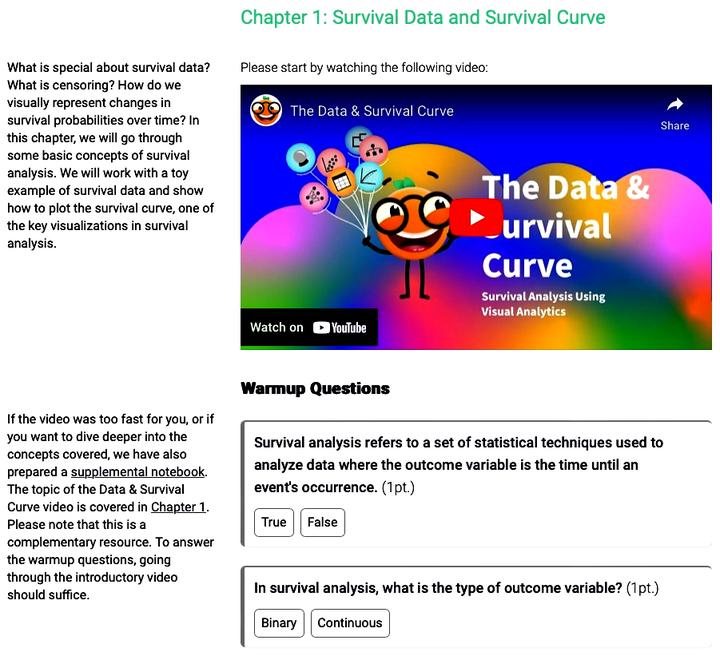 Chapter 1: Survival Data and Survival Curve
What is special about survival data?
What is censoring? How do we
visually represent changes in
survival probabilities over time? In
this chapter, we will go through
some basic concepts of survival
analysis. We will work with a toy
example of survival data and show
how to plot the survival curve, one of
the key visualizations in survival
analysis.
Please start by watching the following video:
The Data & Survival Curve
Share
The Data &
urvival
Curve
Survival Analysis Using
Visual Analytics
Watch on YouTube
If the video was too fast for you, or if
you want to dive deeper into the
concepts covered, we have also
prepared a supplemental notebook.
The topic of the Data & Survival
Curve video is covered in Chapter 1.
Please note that this is a
complementary resource. To answer
the warmup questions, going
through the introductory video
should suffice.
Warmup Questions
Survival analysis refers to a set of statistical techniques used to
analyze data where the outcome variable is the time until an
event's occurrence. (1pt.)
True False
In survival analysis, what is the type of outcome variable? (1pt.)
Binary Continuous